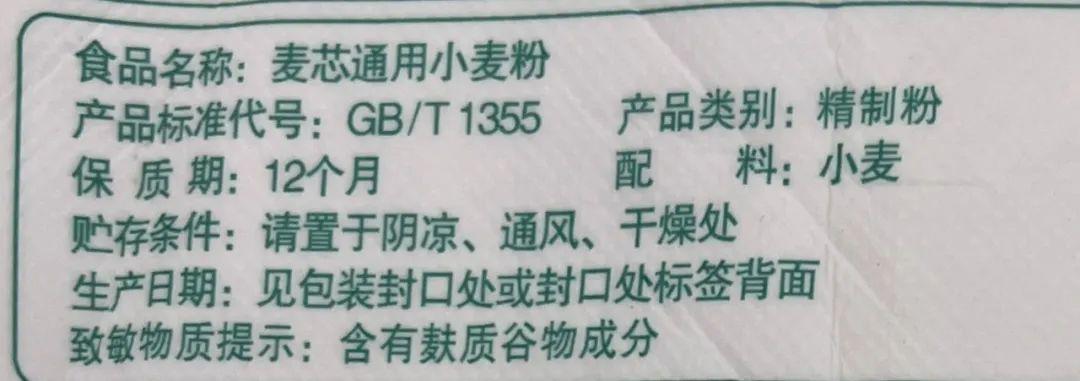 食品名称：麦芯通用小麦粉
产品标准代号：GB/T 1355 产品类别：精制粉
保质期：12个月 配料：小麦
贮存条件：请置于阴凉、通风、干燥处
生产日期：见包装封口处或封口处标签背面
致敏物质提示：含有麸质谷物成分